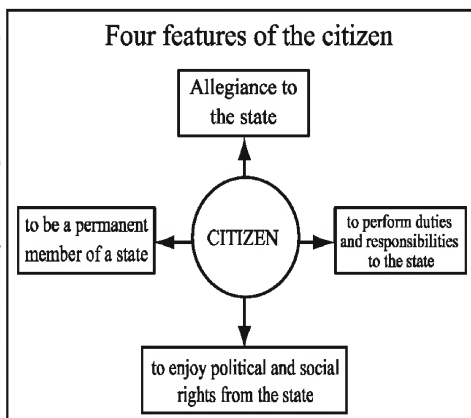 Four features of the citizen
Allegiance to
the state
to be a permanent
member of a state
CITIZEN
to perform duties
and responsibilities
to the state
to enjoy political and social
rights from the state